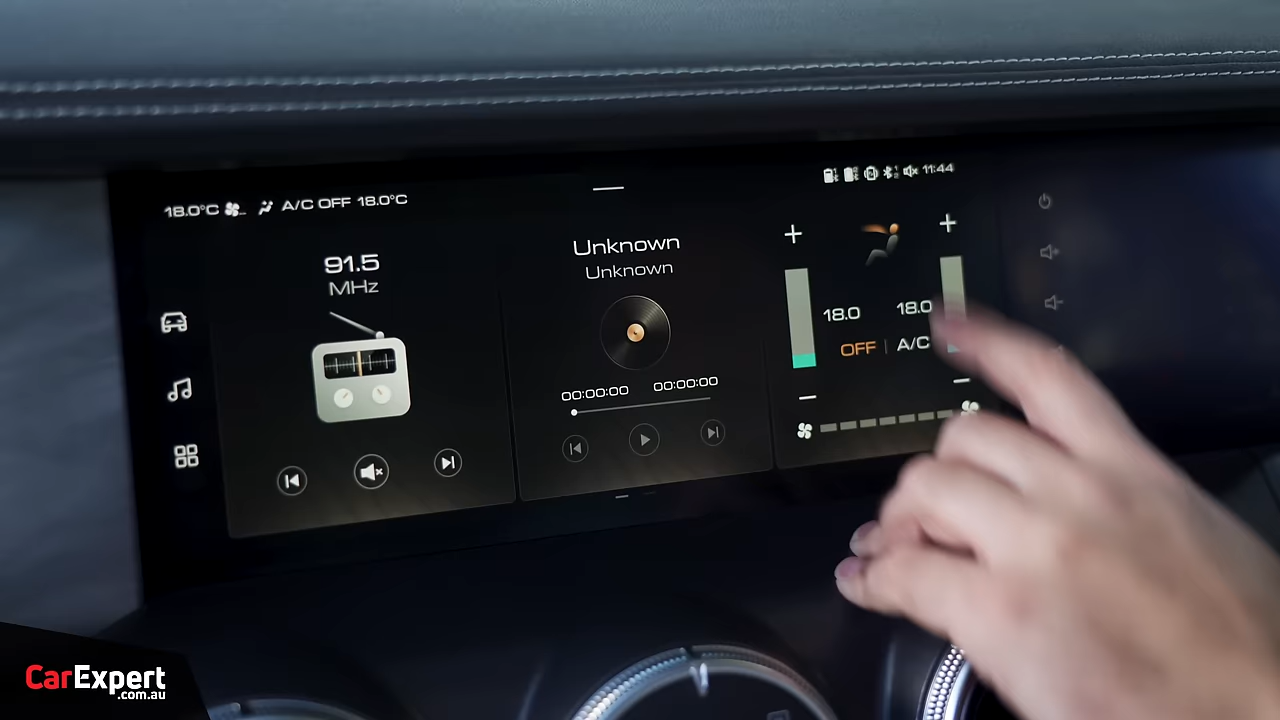 18.0°C A/C OFF 18.0°C
11:44
91.5
MHz
Unknown
Unknown
00:00:00 00:00:00
18.0 18.0
OFF | A/C
CarExpert
.com.au